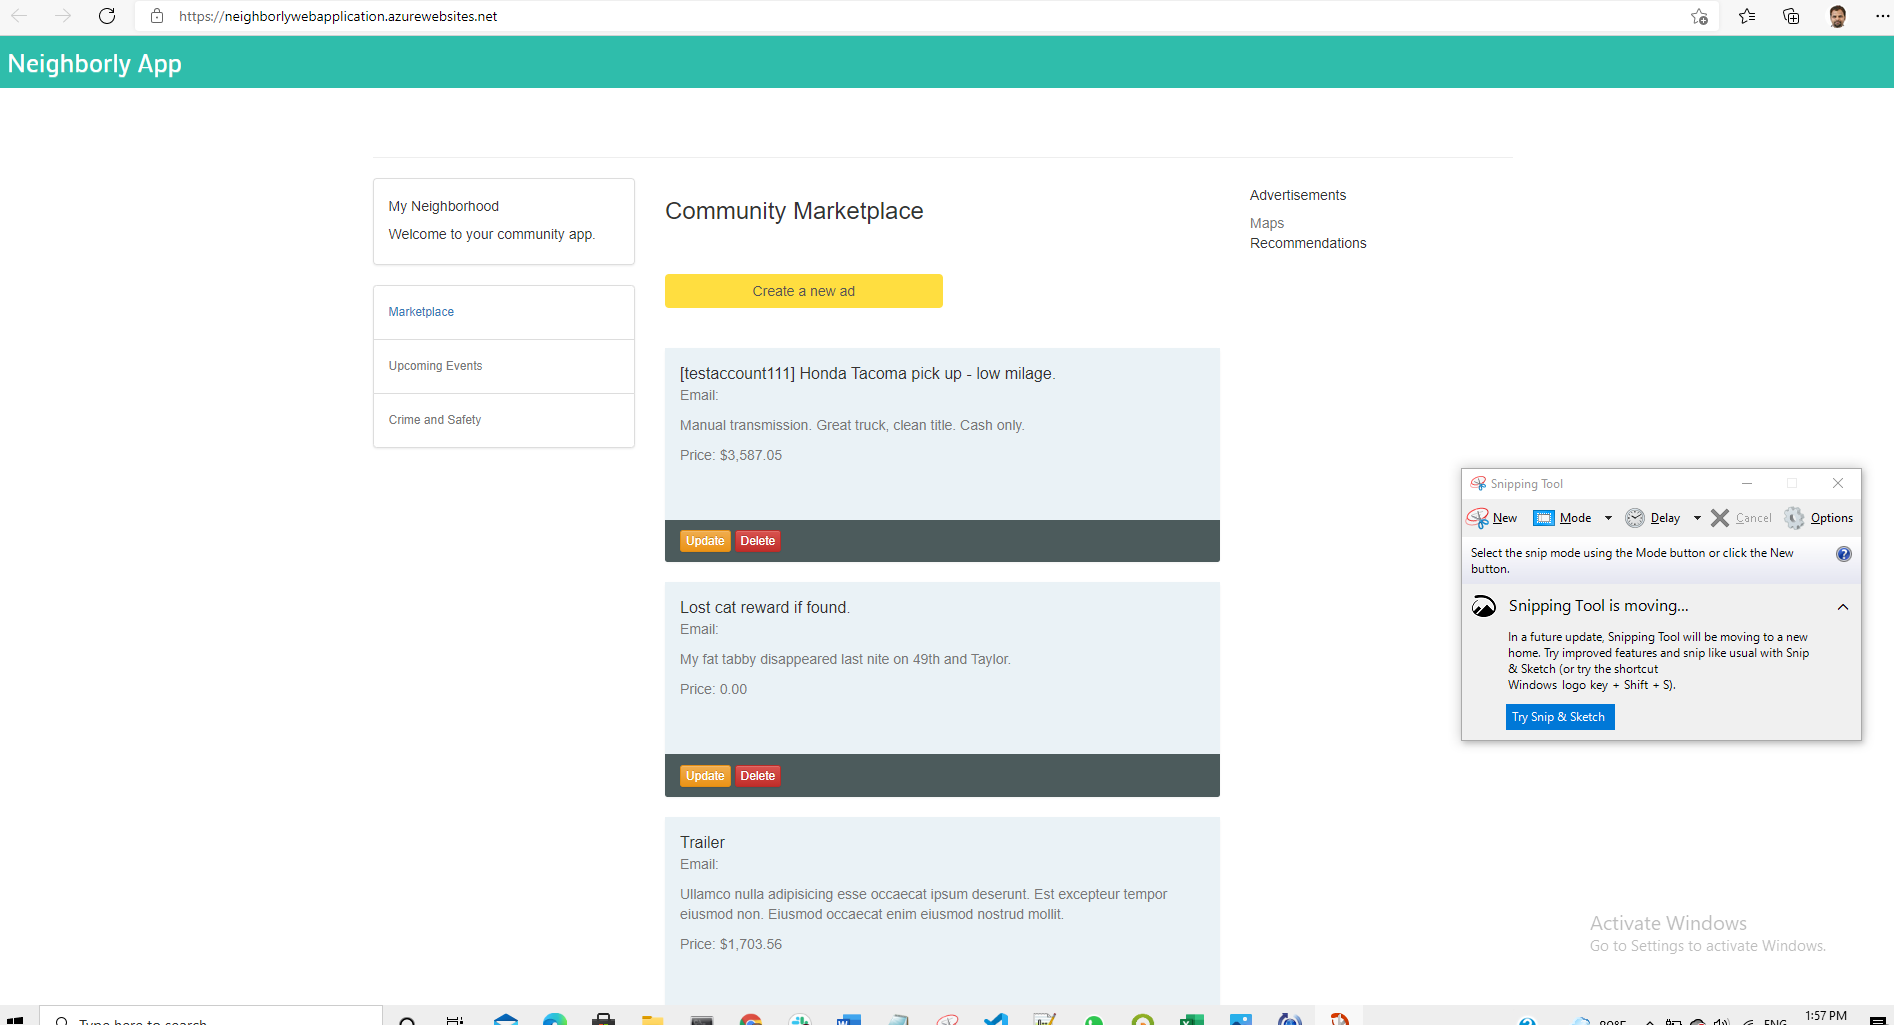 https://neighborlywebapplication.azurewebsites.net
Neighborly App
My Neighborhood
Welcome to your community app.
Marketplace
Upcoming Events
Crime and Safety
Community Marketplace
Create a new ad
[testaccount111] Honda Tacoma pick up - low milage.
Email:
Manual transmission. Great truck, clean title. Cash only.
Price: $3,587.05
Update Delete
Lost cat reward if found.
Email:
My fat tabby disappeared last nite on 49th and Taylor.
Price: 0.00
Update Delete
Trailer
Email:
Ullamco nulla adipisicing esse occaecat ipsum deserunt. Est excepteur tempor
eiusmod non. Eiusmod occaecat enim eiusmod nostrud mollit.
Price: $1,703.56
Advertisements
Maps
Recommendations
Snipping Tool
New Mode Delay Cancel Options
Select the snip mode using the Mode button or click the New
button.
Snipping Tool is moving...
In a future update, Snipping Tool will be moving to a new
home. Try improved features and snip like usual with Snip
& Sketch (or try the shortcut
Windows logo key + Shift + S).
Try Snip & Sketch
Activate Windows
Go to Settings to activate Windows.
Type here to search
ENG
1:57 PM